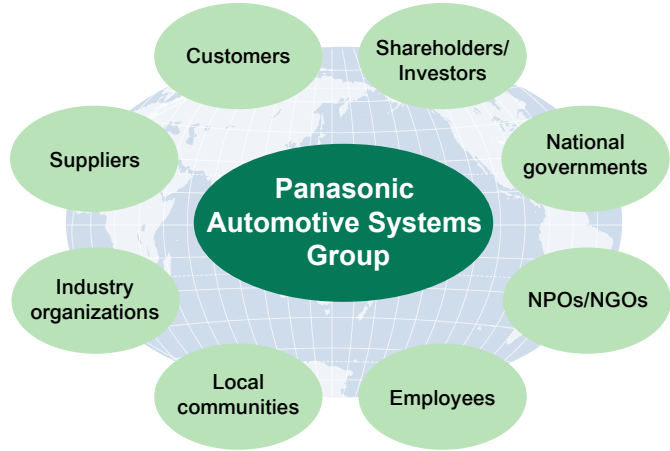 Customers
Shareholders/
Investors
Suppliers
National
governments
Panasonic
Automotive Systems
Group
Industry
organizations
NPOs/NGOs
Local
communities
Employees